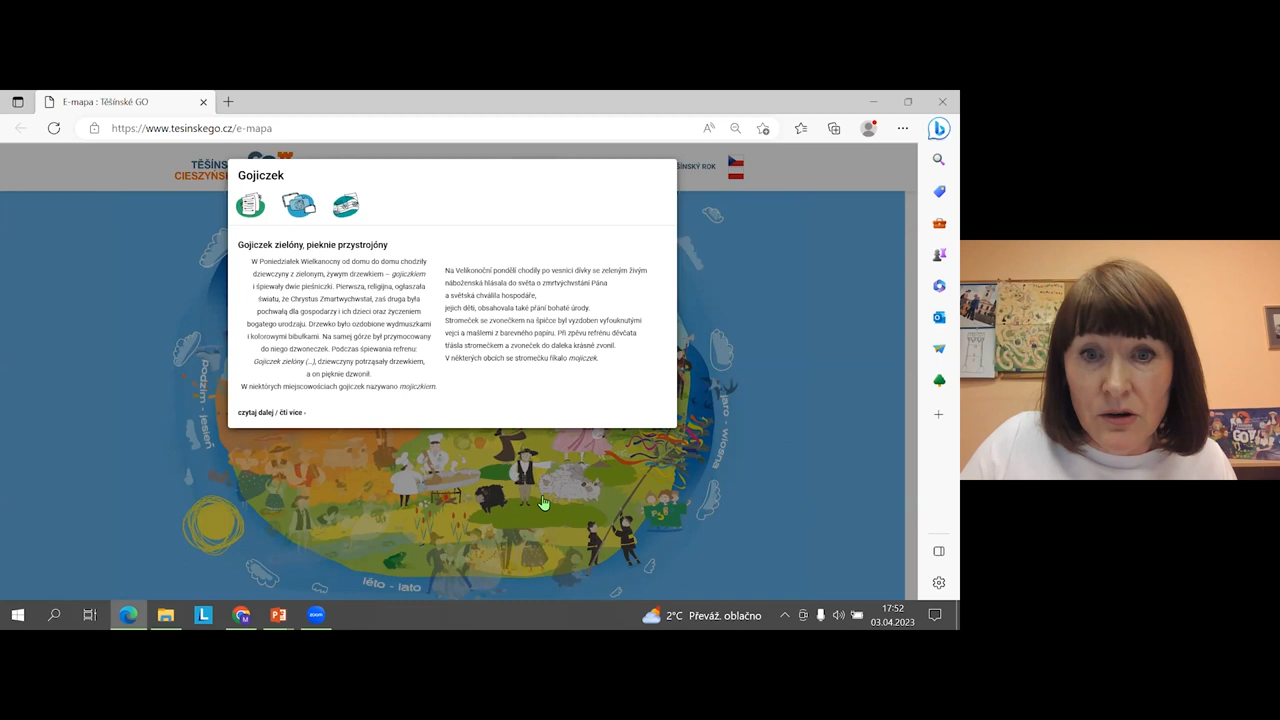 E-mapa : Těšínské GO
https://www.tesinskego.cz/e-mapa
TĚŠÍNS
CIESZYŃSK
ŠÍNSKÝ ROK
Gojiczek
Gojiczek zielóny, pieknie przystrojóny
W Poniedziałek Wielkanocny od domu do domu chodziły
dziewczyny z zielonym, żywym drzewkiem – gojiczkiem
i śpiewały dwie pieśniczki. Pierwsza, religijna, ogłaszała
światu, że Chrystus Zmartwychwstał, zaś druga była
pochwałą dla gospodarzy i ich dzieci oraz życzeniem
bogatego urodzaju. Drzewko było ozdobione wydmuszkami
i kolorowymi bibułkami. Na samej górze był przymocowany
do niego dzwoneczek. Podczas śpiewania refrenu:
Gojiczek zielóny (...), dziewczyny potrząsały drzewkiem,
a on pięknie dzwonił.
W niektórych miejscowościach gojiczek nazywano mojiczkiem.
Na Velikonoční pondělí chodily po vesnici dívky se zeleným živým
náboženská hlásala do světa o zmrtvýchvstání Pána
a světská chválila hospodáře,
jejich děti, obsahovala také přání bohaté úrody.
Stromeček se zvonečkem na špičce byl vyzdoben vyfouknutými
vejci a mašlemi z barevného papíru. Při zpěvu refrénu děvčata
třásla stromečkem a zvoneček do daleka krásně zvonil.
V některých obcích se stromečku říkalo mojiczek.
czytaj dalej / čti více ›
podzim - jesień
jaro - wiosna
léto - lato
2°C Převáž. oblačno
17:52
03.04.2023